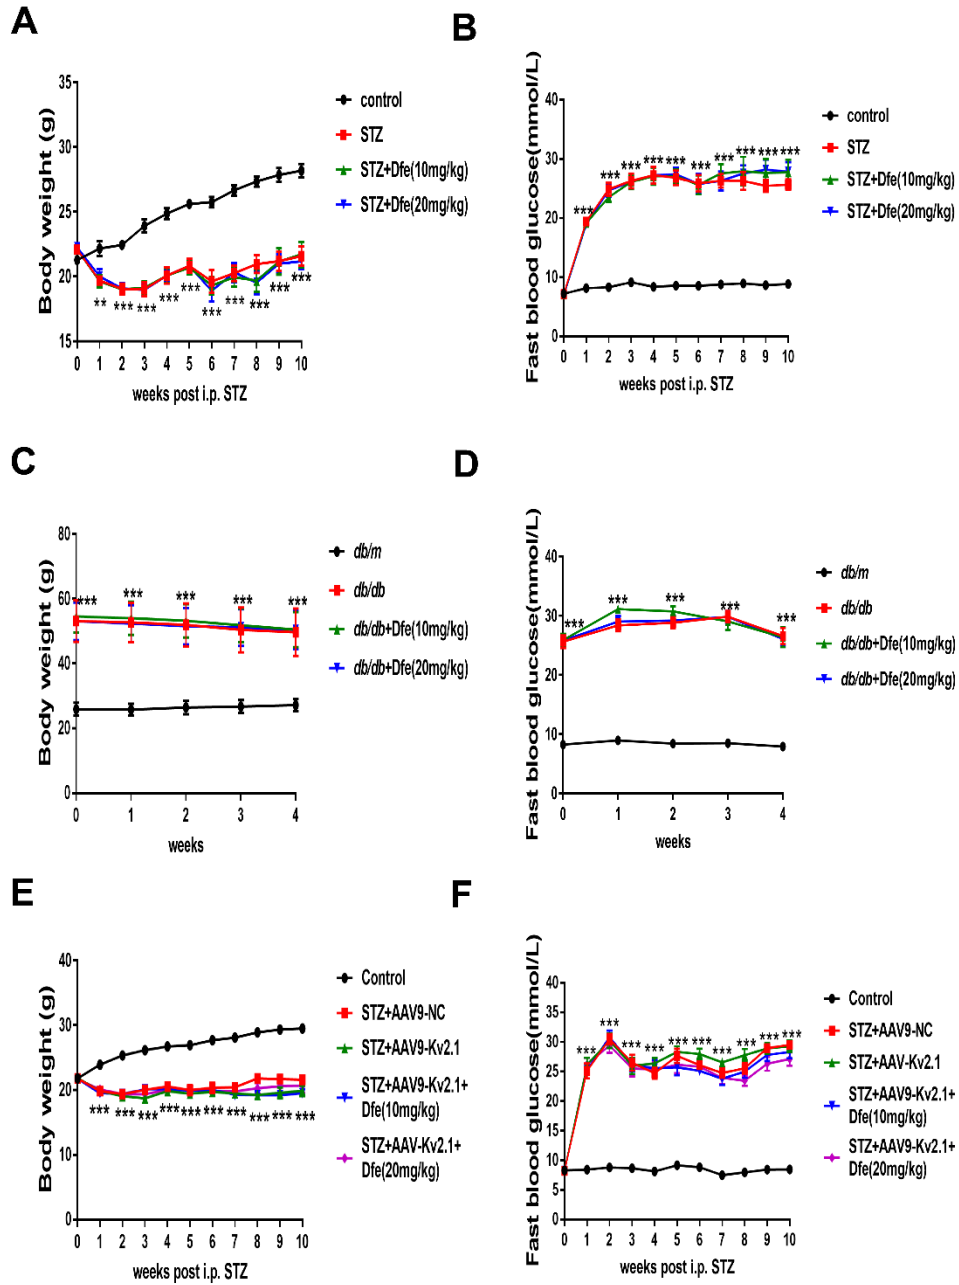 A
Body weight (g)
35
30
25
20
15
control
STZ
STZ+Dfe(10mg/kg)
STZ+Dfe(20mg/kg)
** *** *** *** *** *** *** *** *** ***
0 1 2 3 4 5 6 7 8 9 10
weeks post i.p. STZ
B
Fast blood glucose(mmol/L)
40
30
20
10
0
control
STZ
STZ+Dfe(10mg/kg)
STZ+Dfe(20mg/kg)
*** *** *** *** *** *** *** *** *** ***
0 1 2 3 4 5 6 7 8 9 10
weeks post i.p. STZ
C
Body weight (g)
80
60
40
20
0
db/m
db/db
db/db+Dfe(10mg/kg)
db/db+Dfe(20mg/kg)
**** *** *** *** ***
0 1 2 3 4
weeks
D
Fast blood glucose(mmol/L)
40
30
20
10
0
db/m
db/db
db/db+Dfe(10mg/kg)
db/db+Dfe(20mg/kg)
*** *** *** *** ***
0 1 2 3 4
weeks
E
Body weight (g)
40
30
20
10
0
Control
STZ+AAV9-NC
STZ+AAV9-Kv2.1
STZ+AAV9-Kv2.1+
Dfe(10mg/kg)
STZ+AAV-Kv2.1+
Dfe(20mg/kg)
*** *** *** *** *** *** *** *** *** ***
0 1 2 3 4 5 6 7 8 9 10
weeks post i.p. STZ
F
Fast blood glucose(mmol/L)
40
35
30
25
20
15
10
5
0
Control
STZ+AAV9-NC
STZ+AAV-Kv2.1
STZ+AAV9-Kv2.1+
Dfe(10mg/kg)
STZ+AAV9-Kv2.1+
Dfe(20mg/kg)
*** *** *** *** *** *** *** *** *** ***
0 1 2 3 4 5 6 7 8 9 10
weeks post i.p. STZ